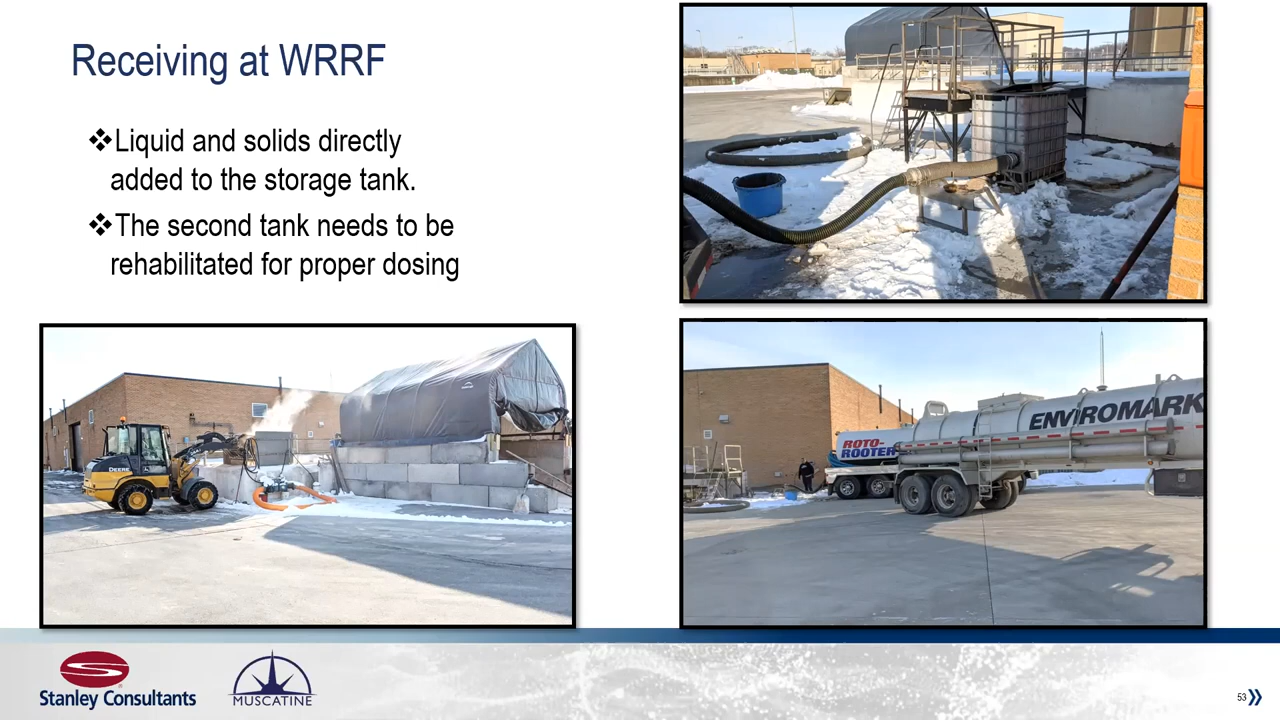 Receiving at WRRF
❖Liquid and solids directly
added to the storage tank.
❖The second tank needs to be
rehabilitated for proper dosing
DEERE
ROTO-
ROOTER
ENVIROMARK
Stanley Consultants
MUSCATINE
53